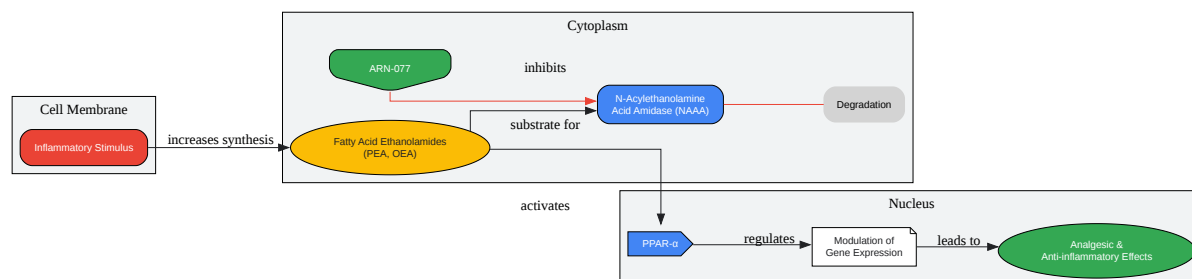 Cytoplasm
ARN-077
inhibits
N-Acylethanolamine
Acid Amidase (NAAA)
Degradation
Cell Membrane
Inflammatory Stimulus
increases synthesis
Fatty Acid Ethanolamides
(PEA, OEA)
substrate for
activates
Nucleus
PPAR-α
regulates
Modulation of
Gene Expression
leads to
Analgesic &
Anti-inflammatory Effects